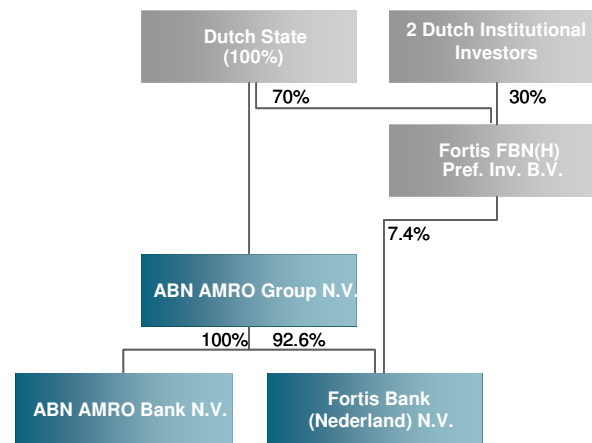 Dutch State
(100%)
2 Dutch Institutional
Investors
70%
30%
Fortis FBN(H)
Pref. Inv. B.V.
7.4%
ABN AMRO Group N.V.
100%
92.6%
ABN AMRO Bank N.V.
Fortis Bank
(Nederland) N.V.